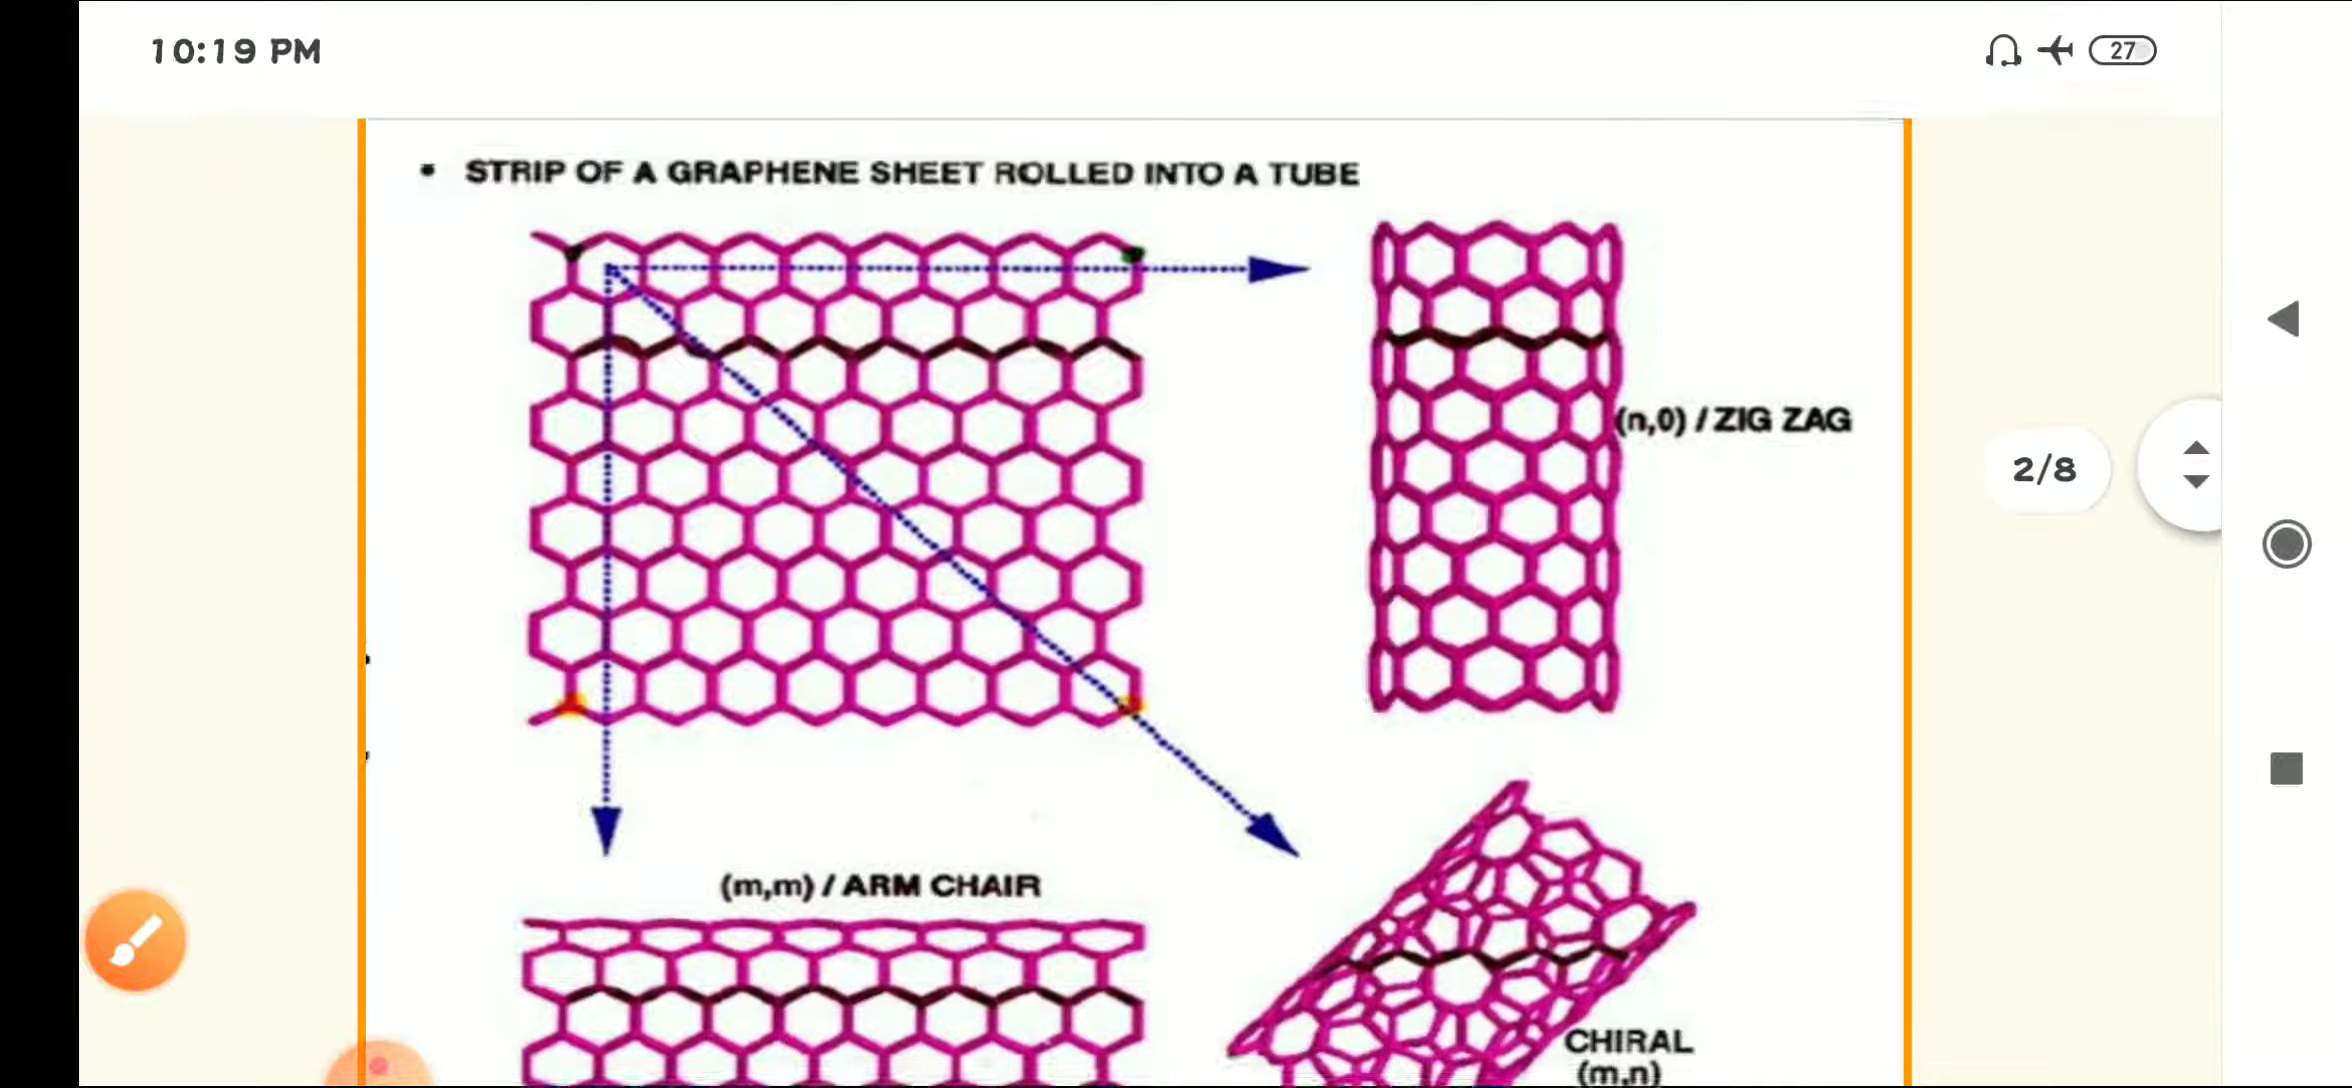 10:19 PM
27
• STRIP OF A GRAPHENE SHEET ROLLED INTO A TUBE
(n,0) / ZIG ZAG
2/8
(m,m) / ARM CHAIR
CHIRAL
(m,n)